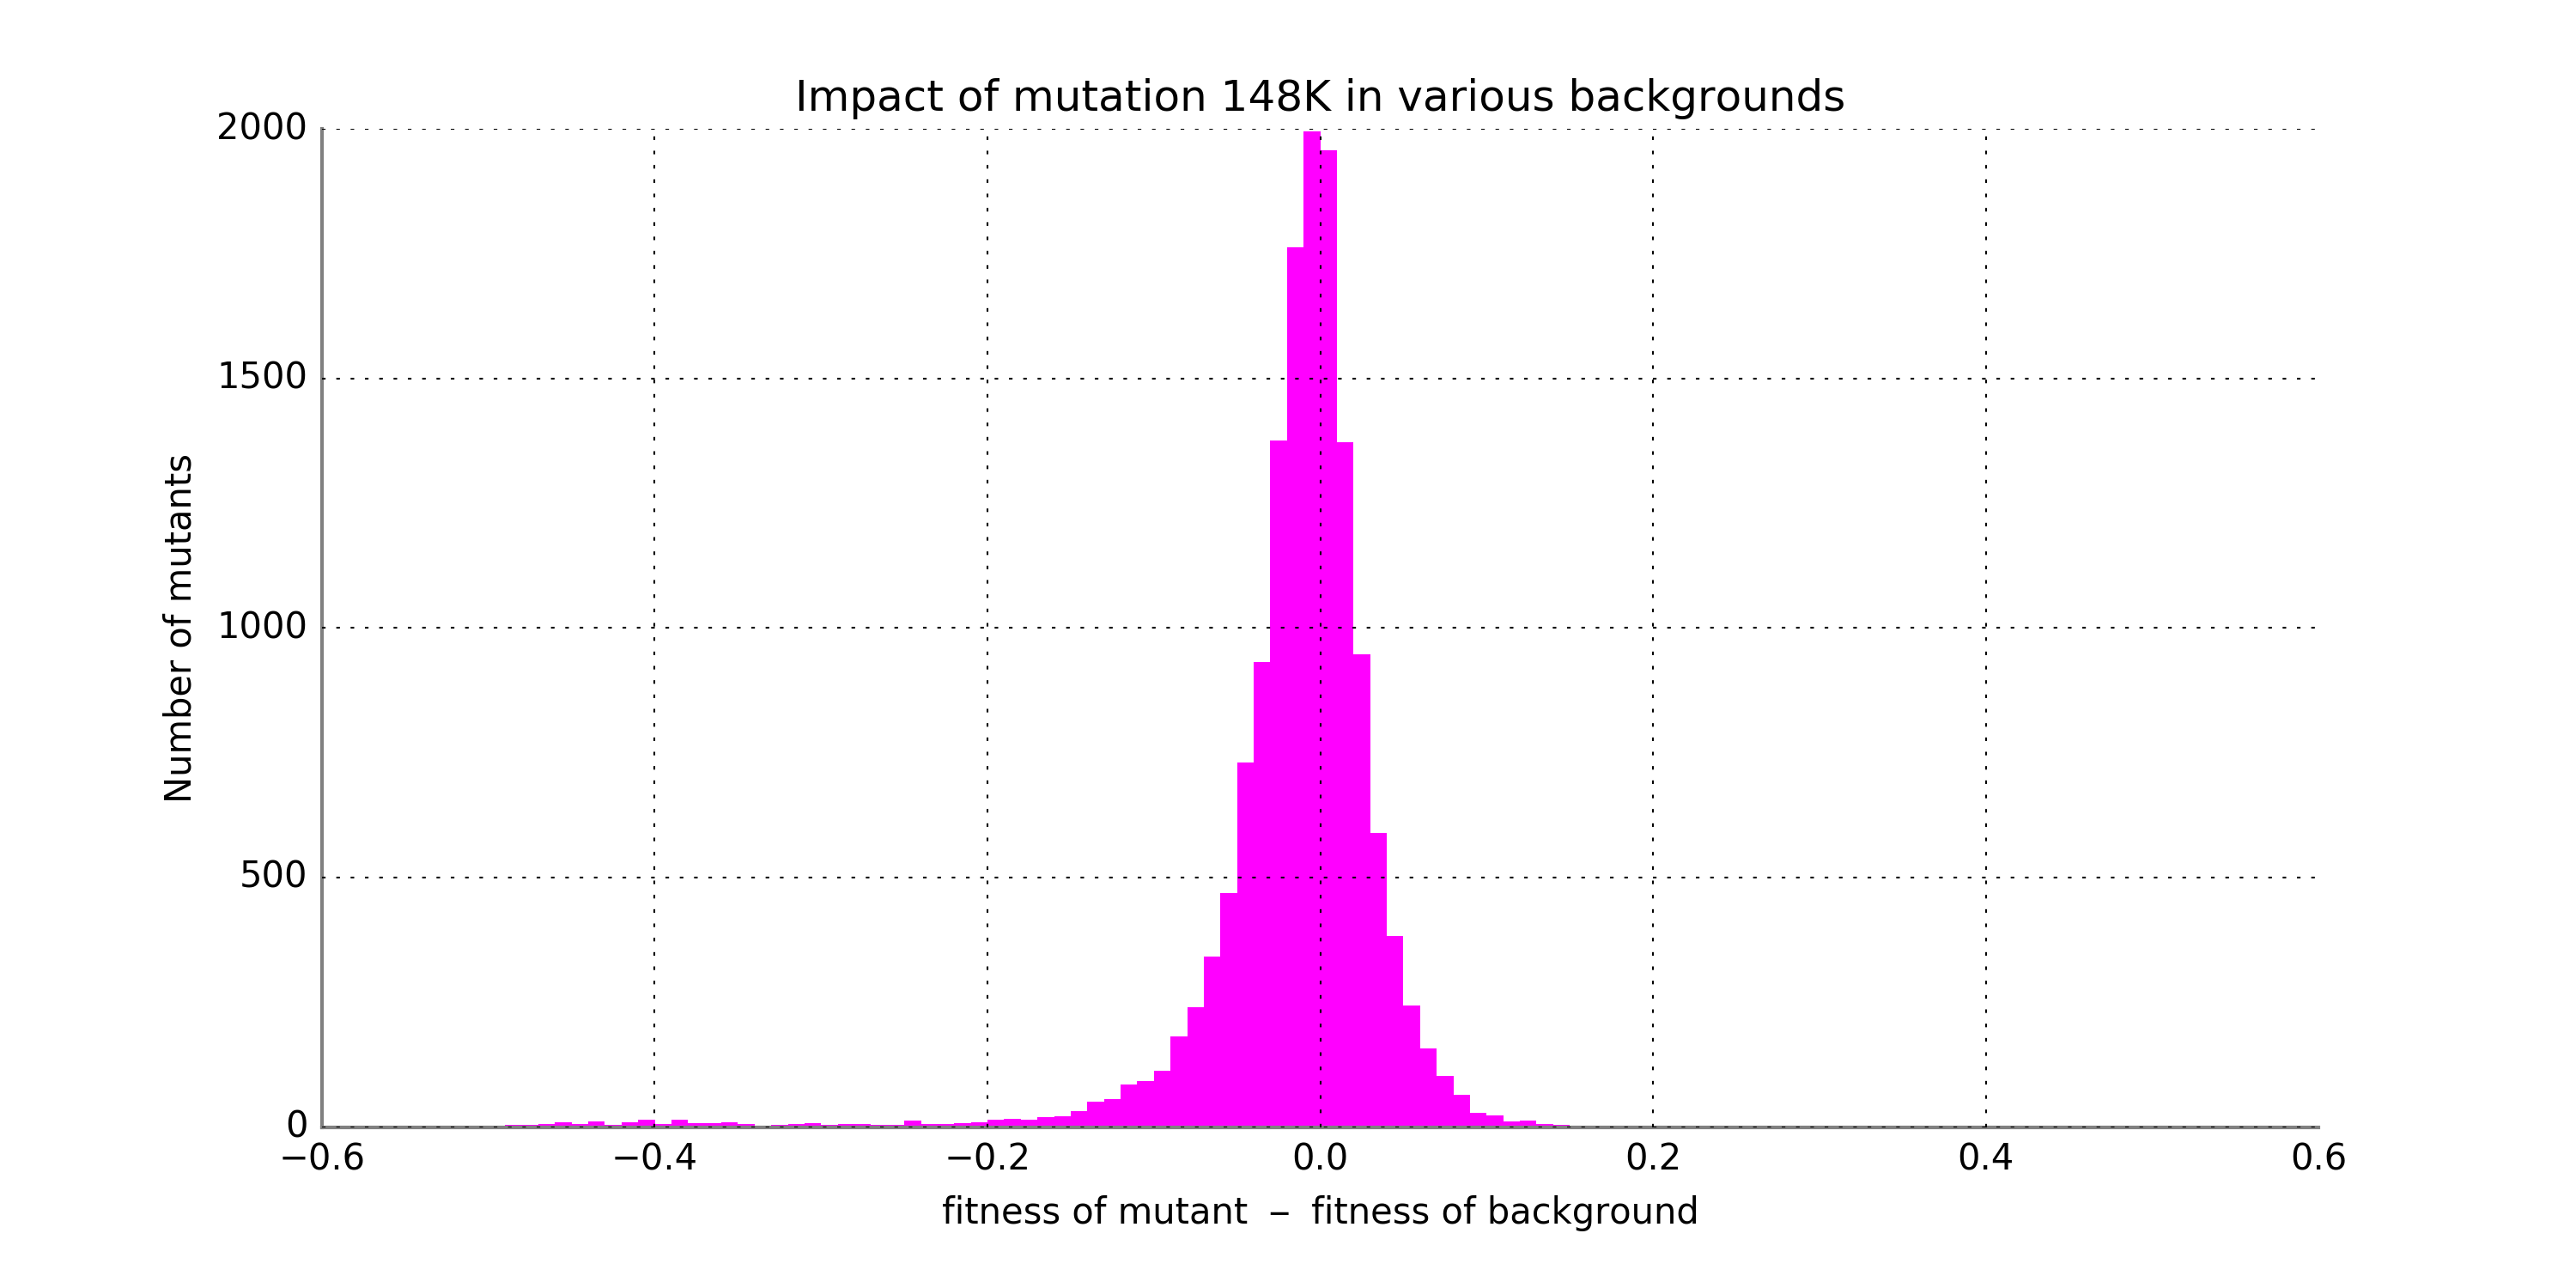 Impact of mutation 148K in various backgrounds
2000
1500
1000
500
0
Number of mutants
−0.6 −0.4 −0.2 0.0 0.2 0.4 0.6
fitness of mutant – fitness of background